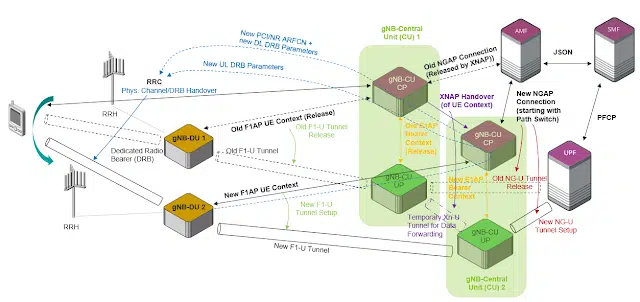 gNB-Central
Unit (CU) 1
New PCI/NR ARFCN +
new DL DRB Parameters
New UL DRB Parameters
RRC
Phys. Channel/DRB Handover
Old NGAP Connection
(Released by XNAP))
AMF
SMF
JSON
gNB-CU
CP
XNAP Handover
(of UE Context)
New NGAP
Connection
(starting with
Path Switch)
PFCP
RRH
gNB-DU 1
Old F1AP UE Context (Release)
Old F1-U Tunnel
Release
Old E1AP
Bearer
Context
(Release)
gNB-CU
CP
UPF
Dedicated Radio
Bearer (DRB)
Old F1-U Tunnel
Old NG-U Tunnel
Release
gNB-CU
UP
New E1AP
Bearer
Context
New F1AP UE Context
gNB-DU 2
New F1-U
Tunnel Setup
Temporary Xn-U
Tunnel for Data
Forwarding
New NG-U
Tunnel Setup
RRH
New F1-U Tunnel
gNB-CU
UP
gNB-Central
Unit (CU) 2